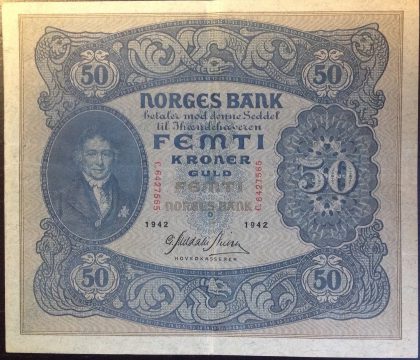 50 50
NORGES BANK
betaler mod denne Seddel
til Ihændehaveren
FEMTI
KRONER
GULD
FEMTI
NORGES BANK
50
C.6427565 C.6427565
1942 1942
HOVEDKASSERER
50 50